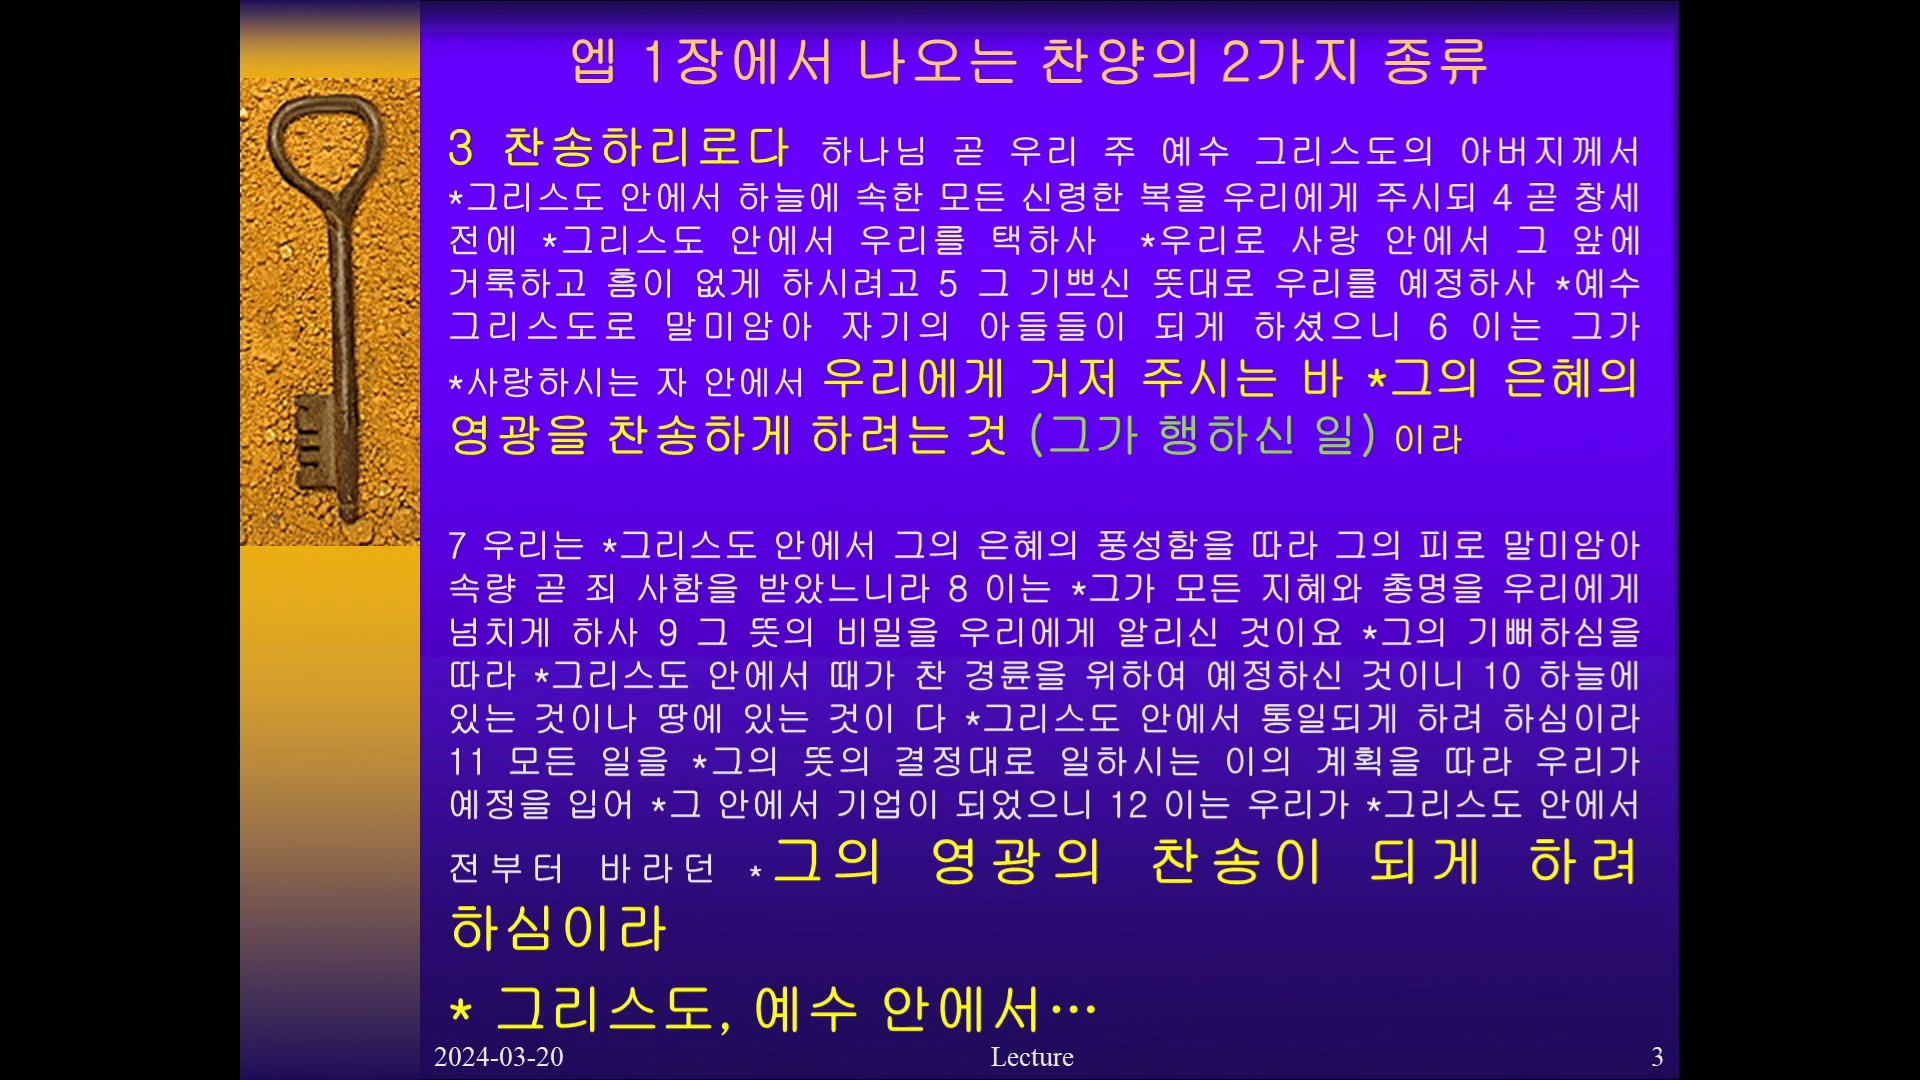 엡 1장에서 나오는 찬양의 2가지 종류
3 찬송하리로다 하나님 곧 우리 주 예수 그리스도의 아버지께서
*그리스도 안에서 하늘에 속한 모든 신령한 복을 우리에게 주시되 4 곧 창세
전에 *그리스도 안에서 우리를 택하사 *우리로 사랑 안에서 그 앞에
거룩하고 흠이 없게 하시려고 5 그 기쁘신 뜻대로 우리를 예정하사 *예수
그리스도로 말미암아 자기의 아들들이 되게 하셨으니 6 이는 그가
*사랑하시는 자 안에서 우리에게 거저 주시는 바 *그의 은혜의
영광을 찬송하게 하려는 것 (그가 행하신 일) 이라
7 우리는 *그리스도 안에서 그의 은혜의 풍성함을 따라 그의 피로 말미암아
속량 곧 죄 사함을 받았느니라 8 이는 *그가 모든 지혜와 총명을 우리에게
넘치게 하사 9 그 뜻의 비밀을 우리에게 알리신 것이요 *그의 기뻐하심을
따라 *그리스도 안에서 때가 찬 경륜을 위하여 예정하신 것이니 10 하늘에
있는 것이나 땅에 있는 것이 다 *그리스도 안에서 통일되게 하려 하심이라
11 모든 일을 *그의 뜻의 결정대로 일하시는 이의 계획을 따라 우리가
예정을 입어 *그 안에서 기업이 되었으니 12 이는 우리가 *그리스도 안에서
전부터 바라던 *그의 영광의 찬송이 되게 하려
하심이라
* 그리스도, 예수 안에서…
2024-03-20 Lecture 3